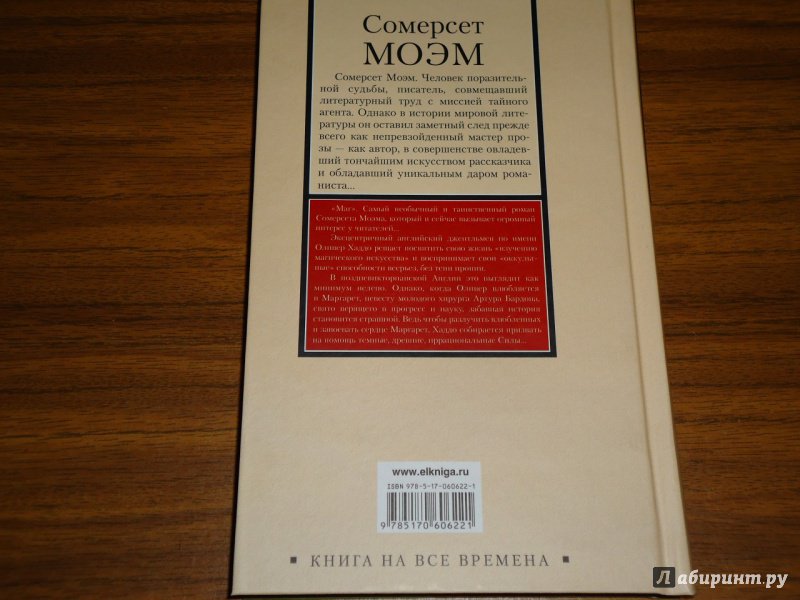 Сомерсет
МОЭМ
Сомерсет Моэм. Человек поразитель-
ной судьбы, писатель, совмещавший
литературный труд с миссией тайного
агента. Однако в истории мировой лите-
ратуры он оставил заметный след прежде
всего как непревзойденный мастер про-
зы — как автор, в совершенстве овладев-
ший тончайшим искусством рассказчика
и обладавший уникальным даром рома-
ниста...
«Маг». Самый необычный и таинственный роман
Сомерсета Моэма, который и сейчас вызывает огромный
интерес у читателей...
Эксцентричный английский джентльмен по имени
Оливер Хаддо решает посвятить свою жизнь «изучению
магического искусства» и воспринимает свои «оккульт-
ные» способности всерьез, без тени иронии.
В поздневикторианской Англии это выглядит как
минимум нелепо. Однако, когда Оливер влюбляется
в Маргарет, невесту молодого хирурга Артура Бардона,
свято верящего в прогресс и науку, забавная история
становится страшной. Ведь чтобы разлучить влюбленных
и завоевать сердце Маргарет, Хаддо собирается призвать
на помощь темные, древние, иррациональные Силы...
www.elkniga.ru
ISBN 978-5-17-060622-1
9 785170 606221
КНИГА НА ВСЕ ВРЕМЕНА
Лабиринт.ру